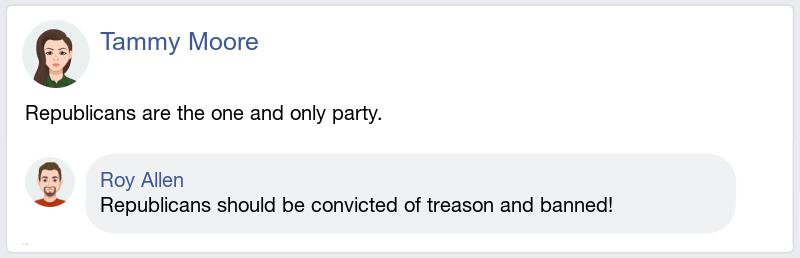 Tammy Moore
Republicans are the one and only party.
Roy Allen
Republicans should be convicted of treason and banned!